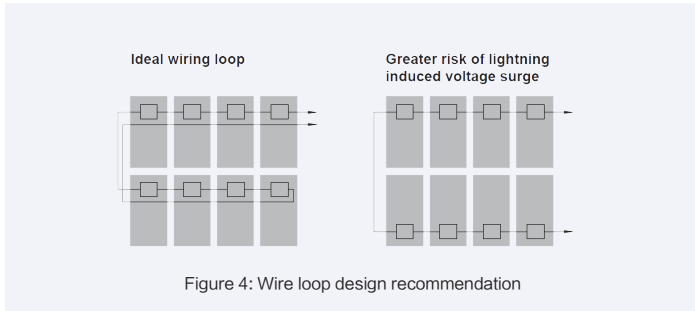 Ideal wiring loop
Greater risk of lightning
induced voltage surge
Figure 4: Wire loop design recommendation